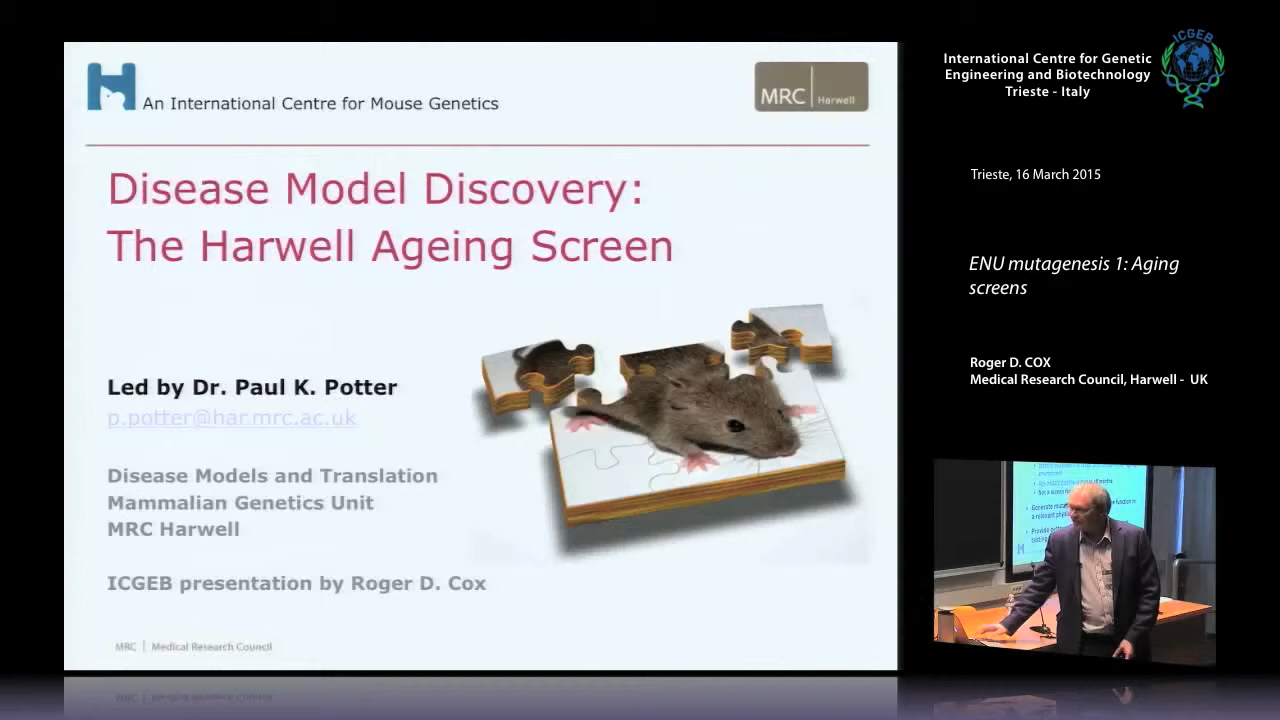 An International Centre for Mouse Genetics
MRC | Harwell
Disease Model Discovery:
The Harwell Ageing Screen
Led by Dr. Paul K. Potter
p.potter@har.mrc.ac.uk
Disease Models and Translation
Mammalian Genetics Unit
MRC Harwell
ICGEB presentation by Roger D. Cox
MRC | Medical Research Council
ICGEB
International Centre for Genetic
Engineering and Biotechnology
Trieste - Italy
Trieste, 16 March 2015
ENU mutagenesis 1: Aging
screens
Roger D. COX
Medical Research Council, Harwell - UK